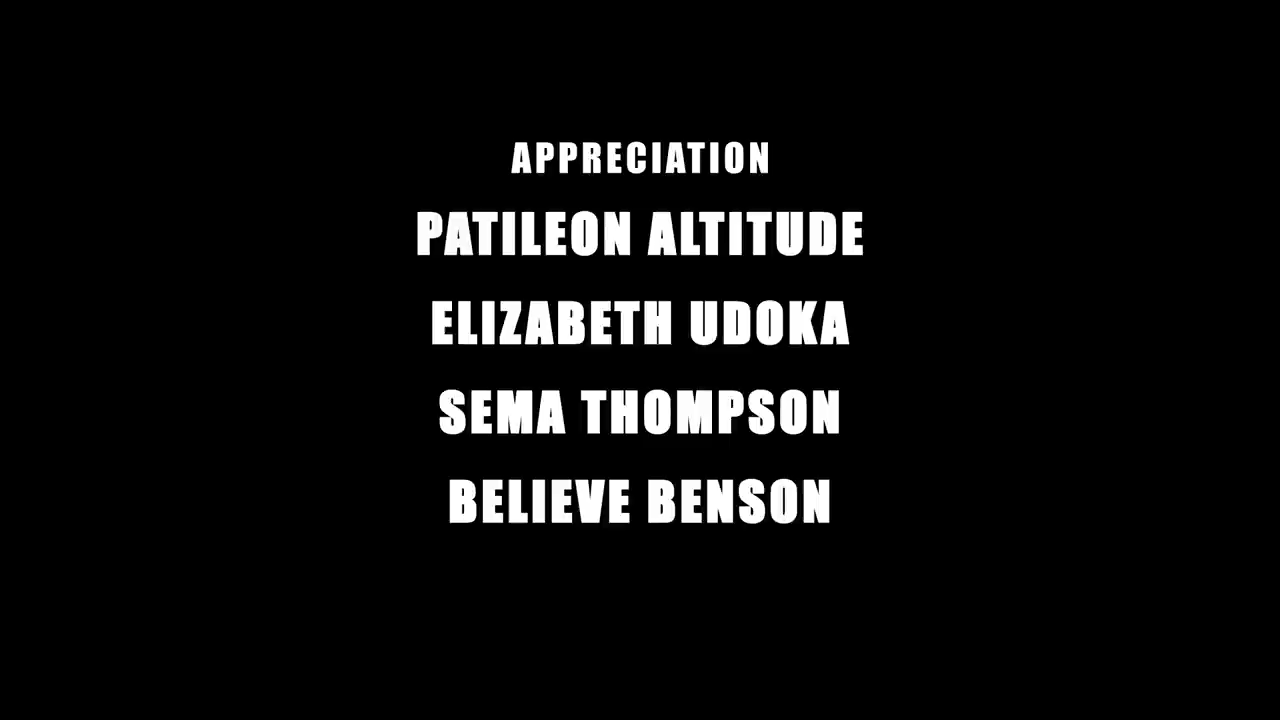 APPRECIATION
PATILEON ALTITUDE
ELIZABETH UDOKA
SEMA THOMPSON
BELIEVE BENSON